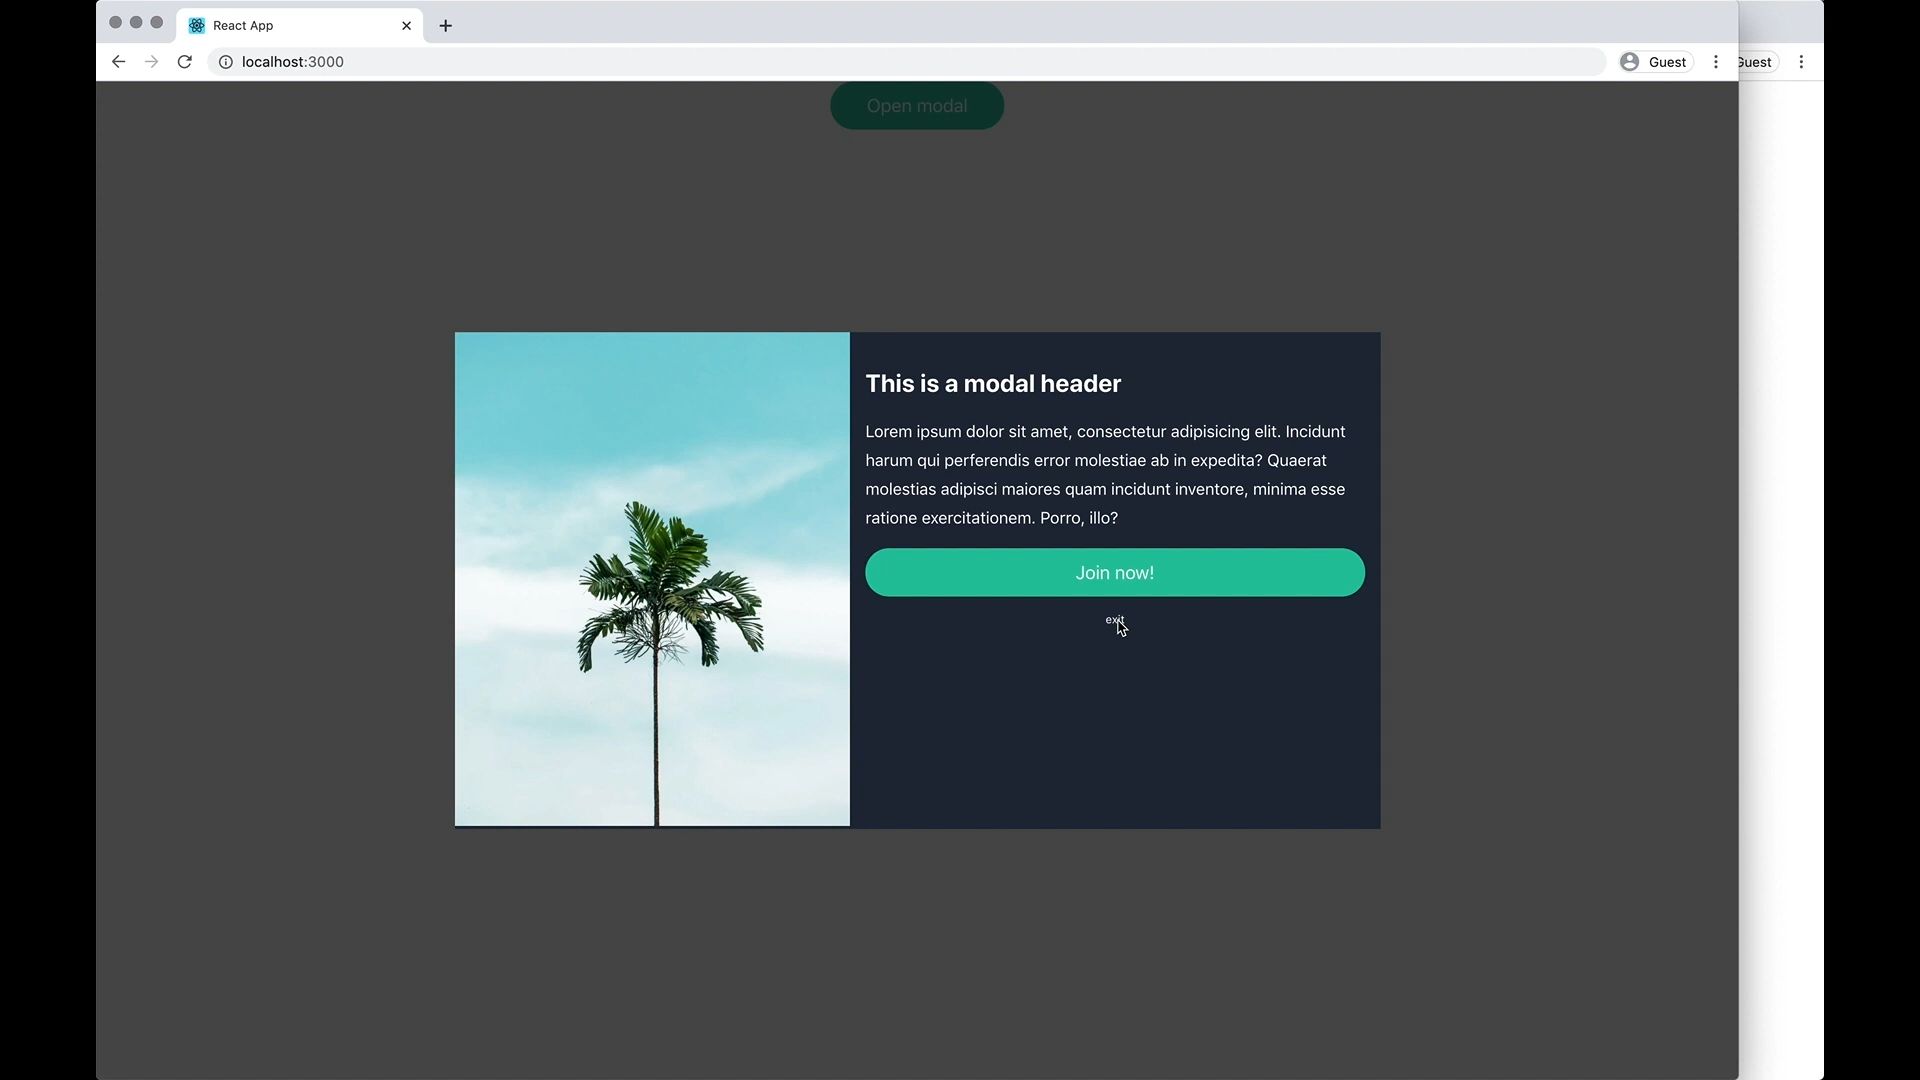 React App
localhost:3000
Guest
Guest
Open modal
This is a modal header
Lorem ipsum dolor sit amet, consectetur adipisicing elit. Incidunt
harum qui perferendis error molestiae ab in expedita? Quaerat
molestias adipisci maiores quam incidunt inventore, minima esse
ratione exercitationem. Porro, illo?
Join now!
exit